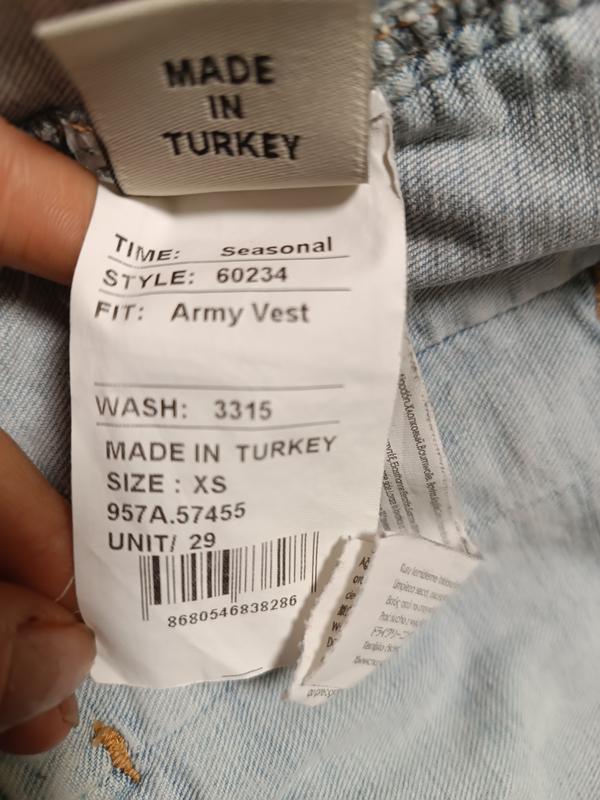 MADE
IN
TURKEY
TIME: Seasonal
STYLE: 60234
FIT: Army Vest
WASH: 3315
MADE IN TURKEY
SIZE : XS
957A.57455
UNIT/ 29
8680546838286